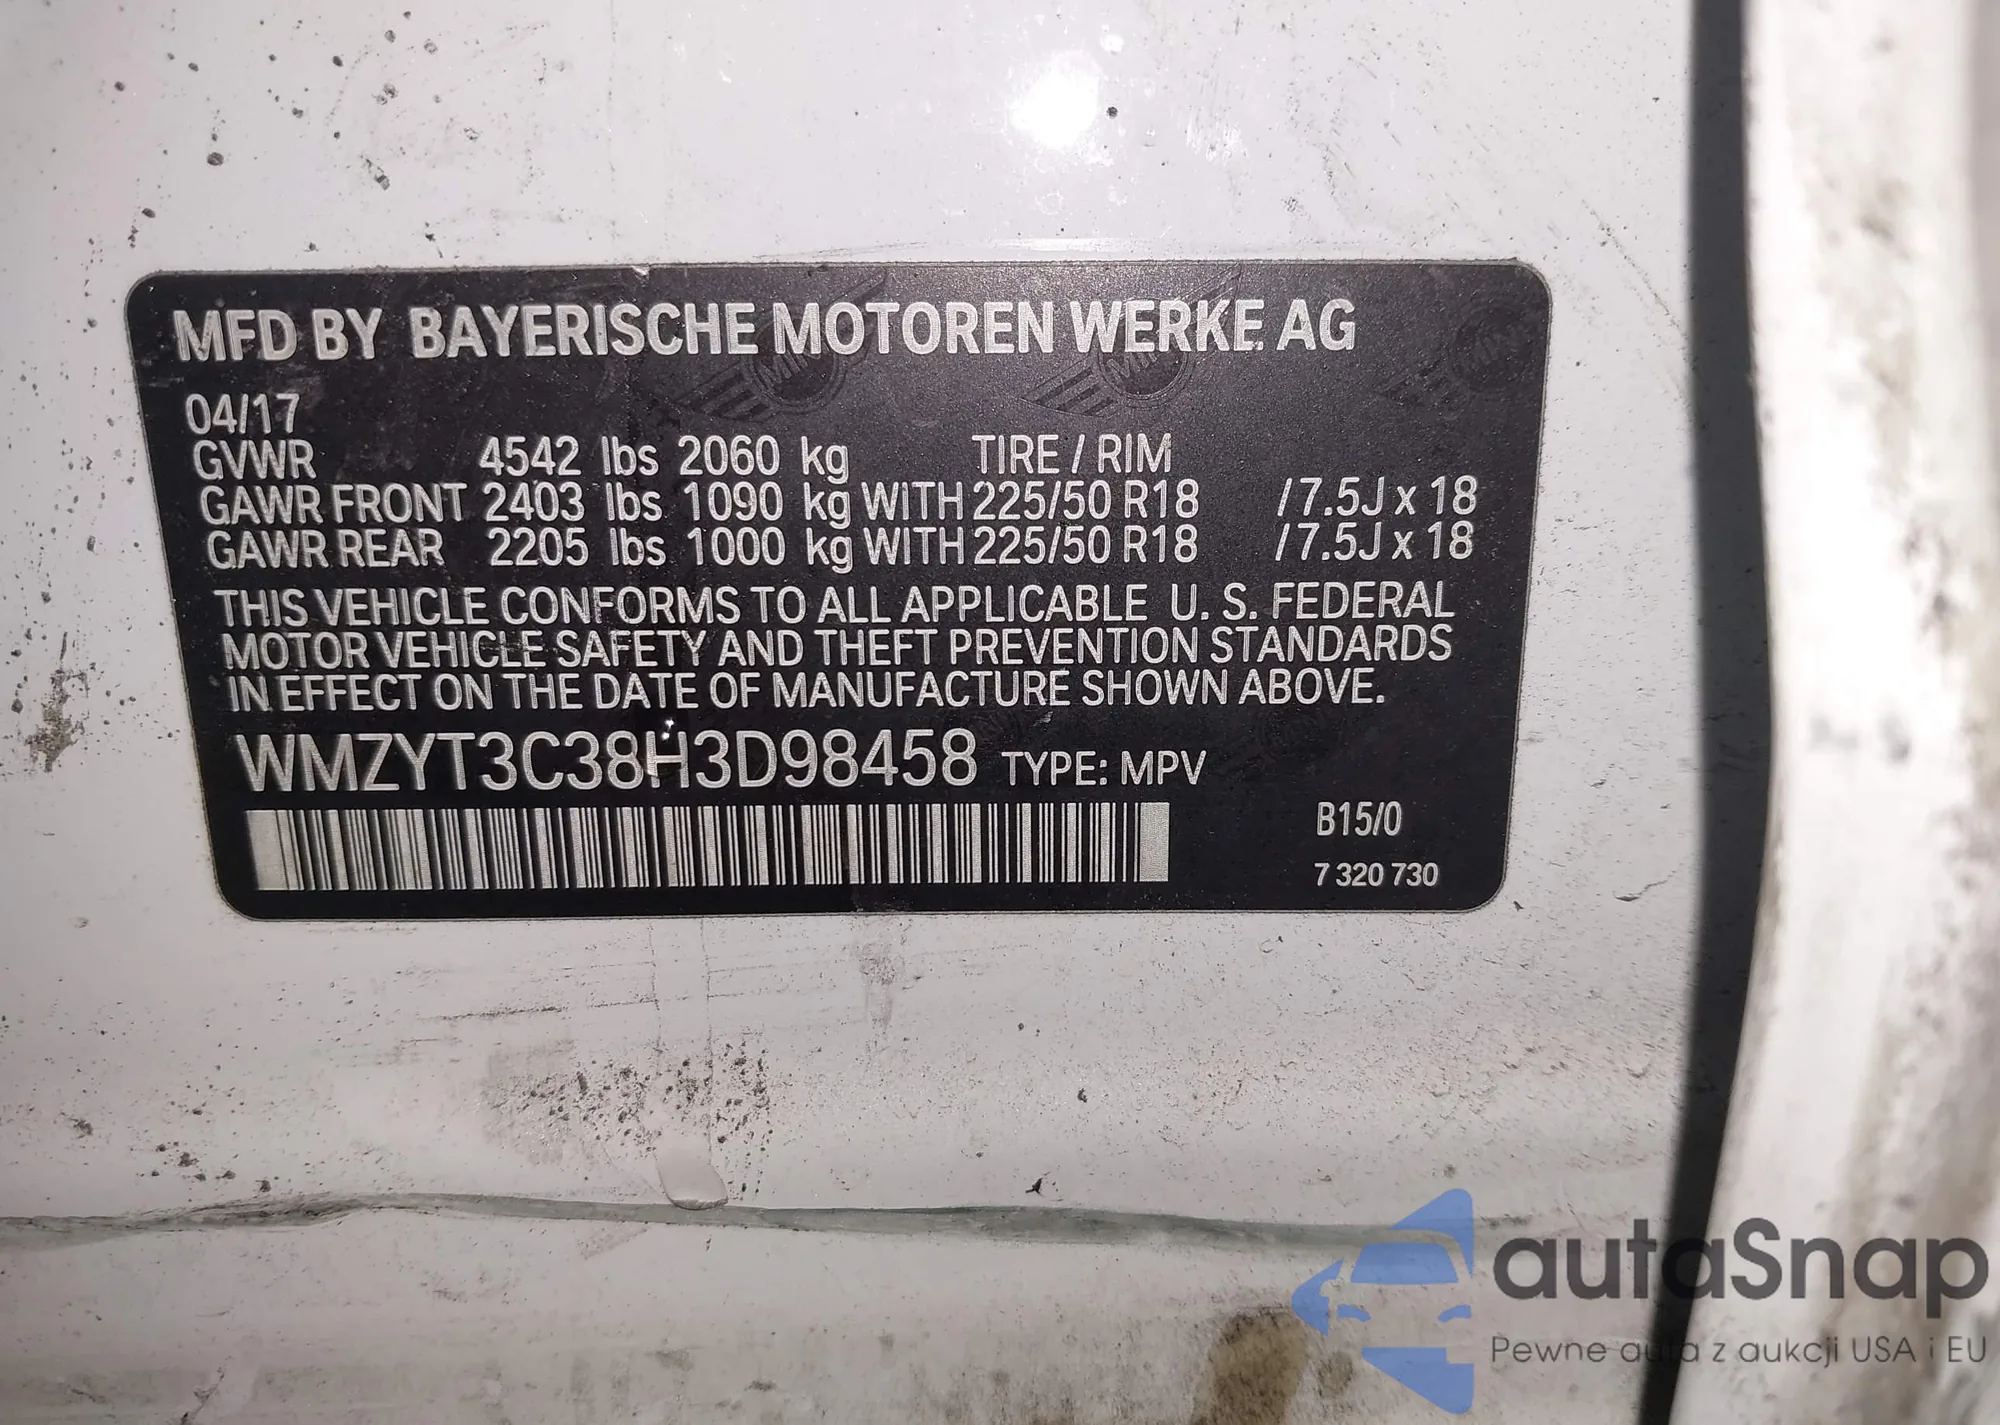 MFD BY BAYERISCHE MOTOREN WERKE AG
04/17
GVWR 4542 lbs 2060 kg TIRE / RIM
GAWR FRONT 2403 lbs 1090 kg WITH 225/50 R18 /7.5J x 18
GAWR REAR 2205 lbs 1000 kg WITH 225/50 R18 /7.5J x 18
THIS VEHICLE CONFORMS TO ALL APPLICABLE U. S. FEDERAL
MOTOR VEHICLE SAFETY AND THEFT PREVENTION STANDARDS
IN EFFECT ON THE DATE OF MANUFACTURE SHOWN ABOVE.
WMZYT3C38H3D98458 TYPE: MPV
B15/0
7 320 730
autaSnap
Pewne auta z aukcji USA i EU